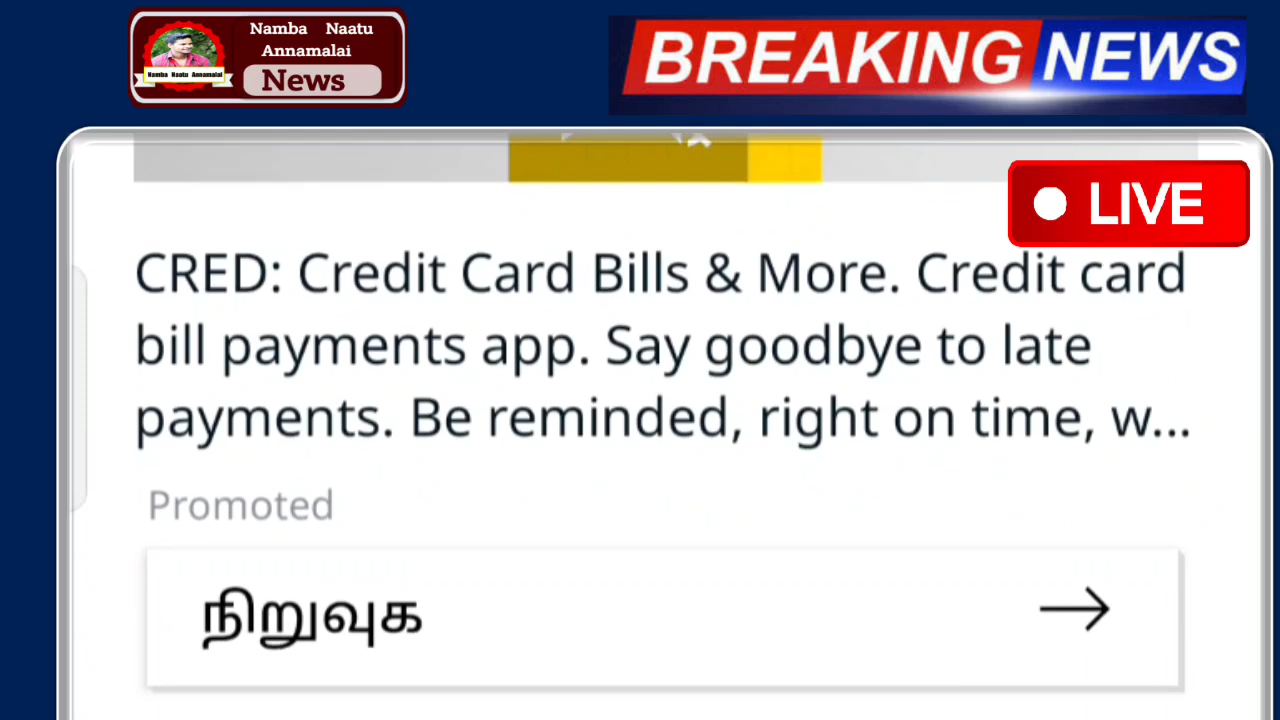 Namba Naatu
Annamalai
News
Namba Naatu Annamalai
BREAKING NEWS
LIVE
CRED: Credit Card Bills & More. Credit card
bill payments app. Say goodbye to late
payments. Be reminded, right on time, w...
Promoted
நிறுவுக